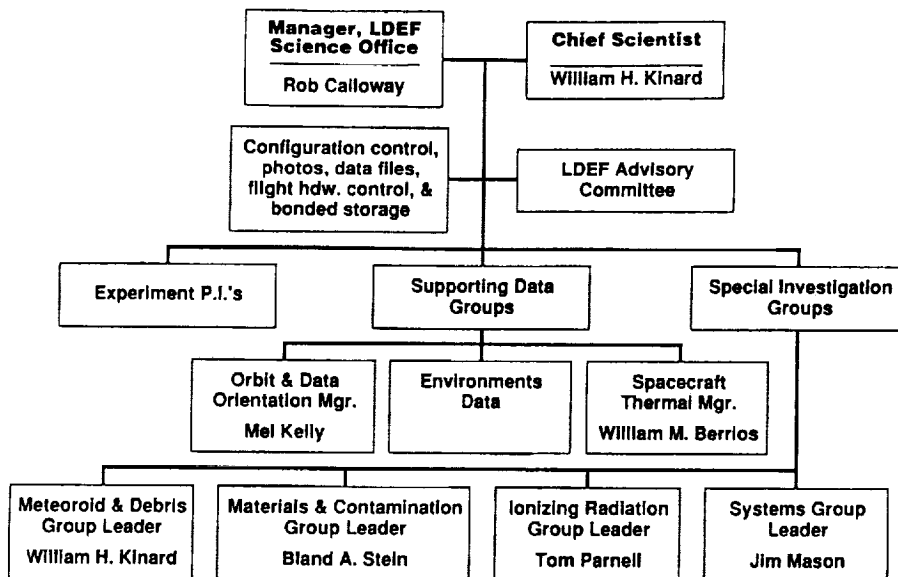 Manager, LDEF
Science Office
Rob Calloway
Chief Scientist
William H. Kinard
Configuration control,
photos, data files,
flight hdw. control, &
bonded storage
LDEF Advisory
Committee
Experiment P.I.'s
Supporting Data
Groups
Special Investigation
Groups
Orbit & Data
Orientation Mgr.
Mel Kelly
Environments
Data
Spacecraft
Thermal Mgr.
William M. Berrios
Meteoroid & Debris
Group Leader
William H. Kinard
Materials & Contamination
Group Leader
Bland A. Stein
Ionizing Radiation
Group Leader
Tom Parnell
Systems Group
Leader
Jim Mason